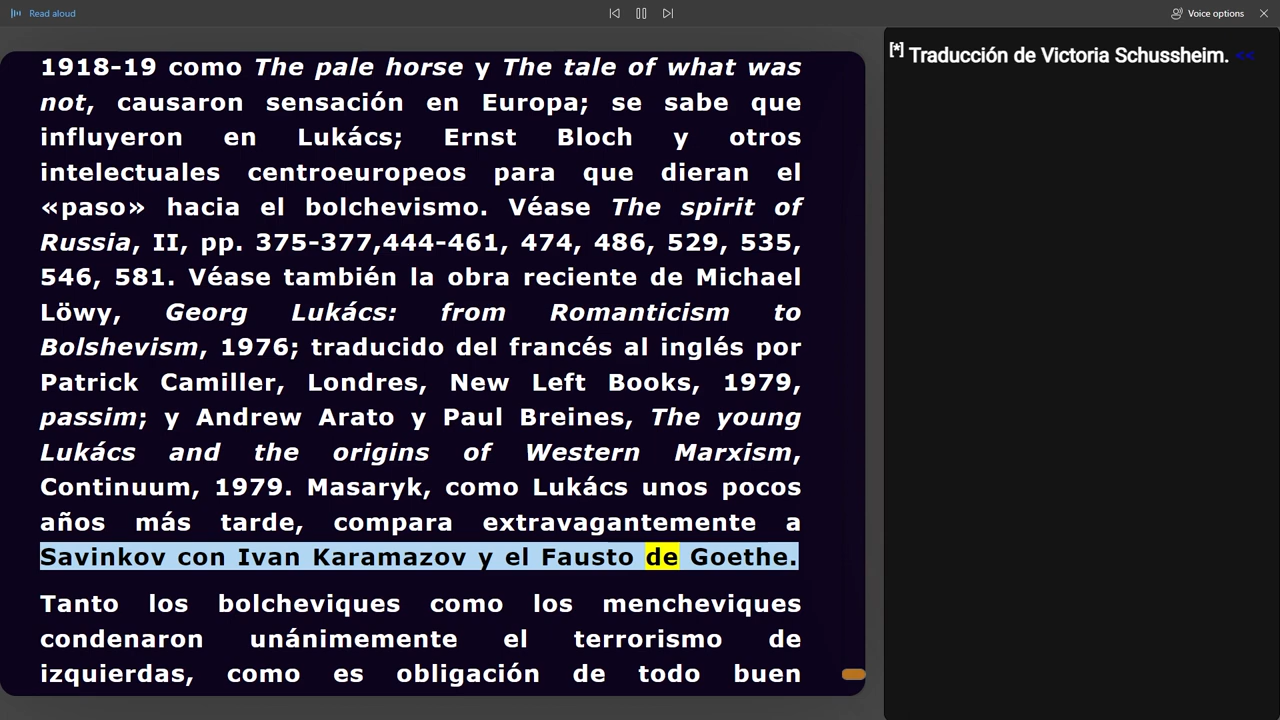 Read aloud
Voice options
1918-19 como The pale horse y The tale of what was
not, causaron sensación en Europa; se sabe que
influyeron en Lukács; Ernst Bloch y otros
intelectuales centroeuropeos para que dieran el
«paso» hacia el bolchevismo. Véase The spirit of
Russia, II, pp. 375-377,444-461, 474, 486, 529, 535,
546, 581. Véase también la obra reciente de Michael
Löwy, Georg Lukács: from Romanticism to
Bolshevism, 1976; traducido del francés al inglés por
Patrick Camiller, Londres, New Left Books, 1979,
passim; y Andrew Arato y Paul Breines, The young
Lukács and the origins of Western Marxism,
Continuum, 1979. Masaryk, como Lukács unos pocos
años más tarde, compara extravagantemente a
Savinkov con Ivan Karamazov y el Fausto de Goethe.
Tanto los bolcheviques como los mencheviques
condenaron unánimemente el terrorismo de
izquierdas, como es obligación de todo buen
[*] Traducción de Victoria Schussheim. <<